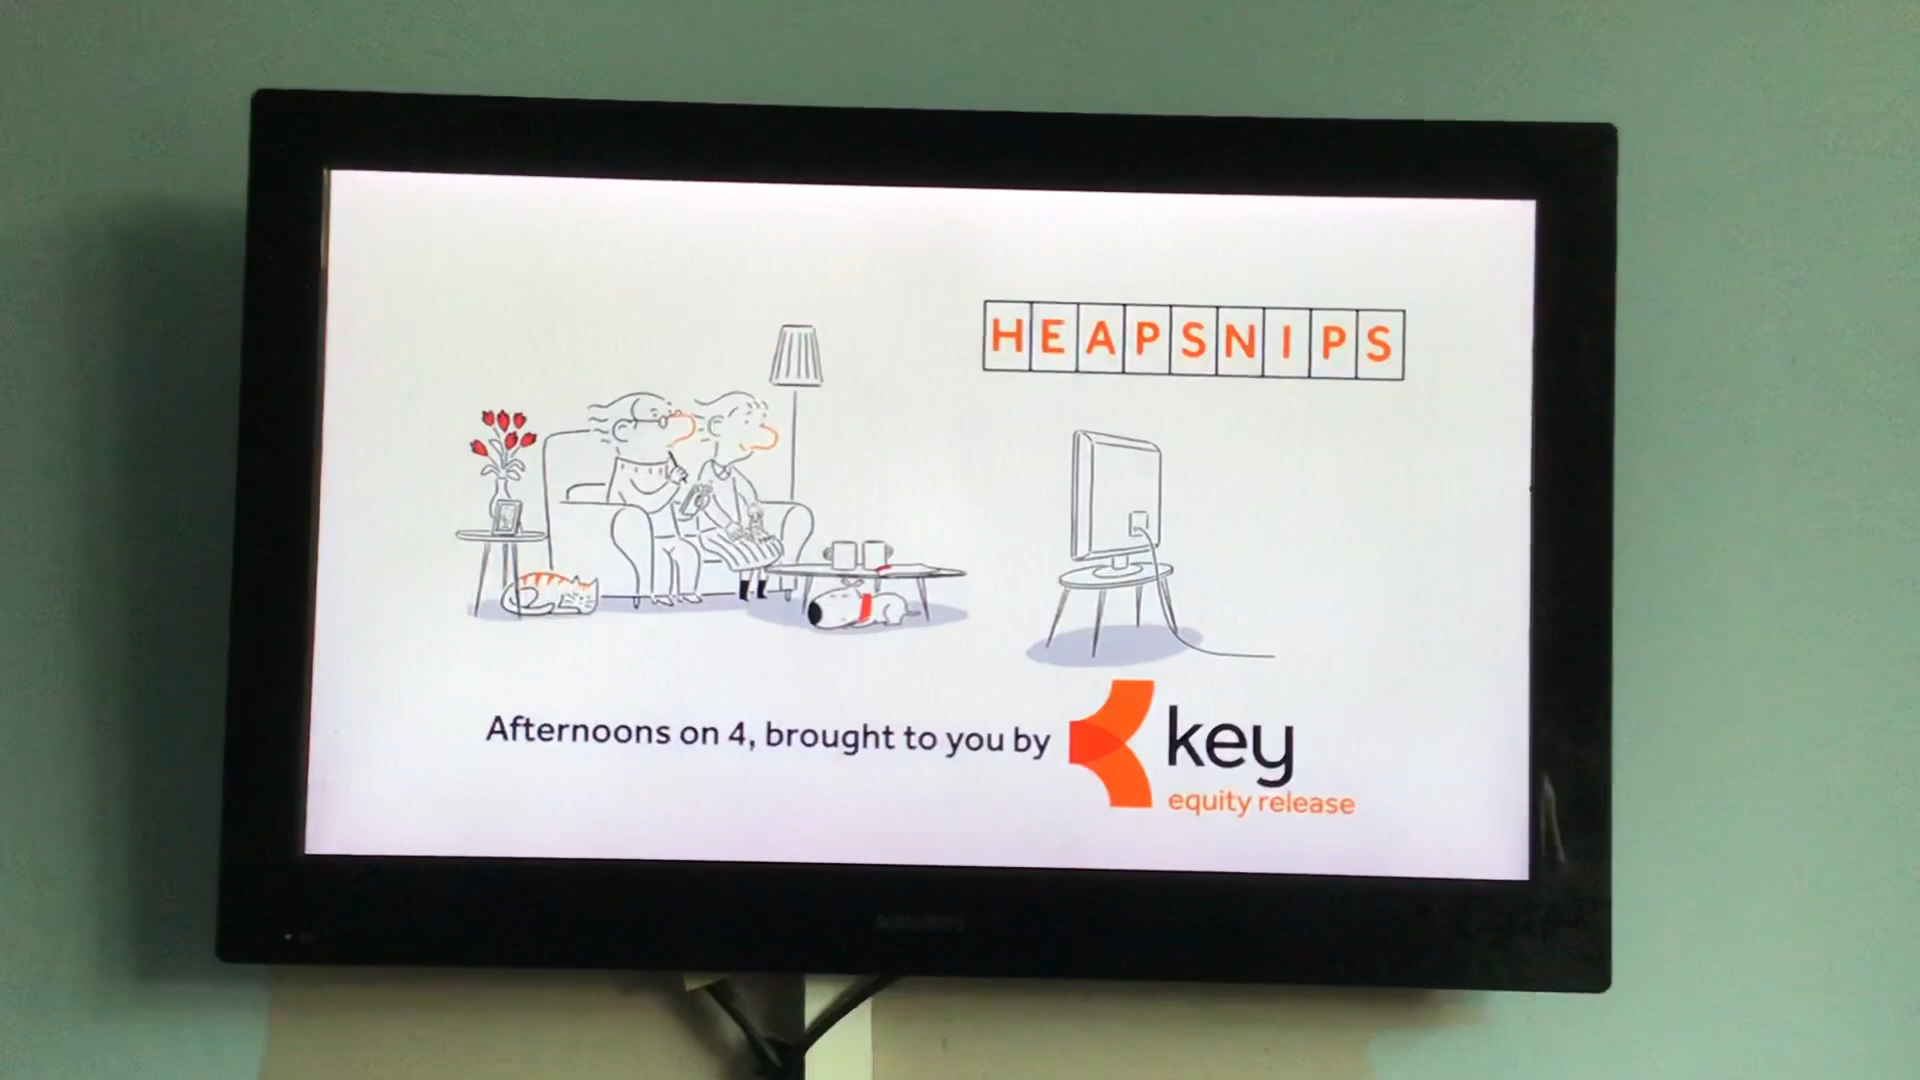 HEAPSNIPS
Afternoons on 4, brought to you by
key
equity release